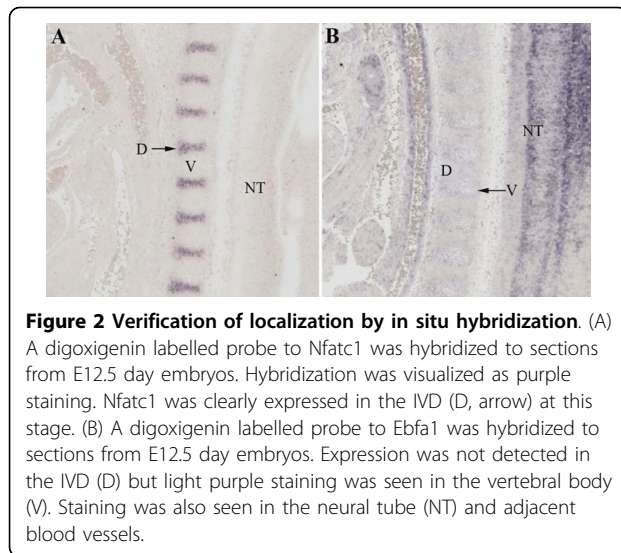 A
B
D
V
NT
D
V
NT
Figure 2 Verification of localization by in situ hybridization. (A)
A digoxigenin labelled probe to Nfatc1 was hybridized to sections
from E12.5 day embryos. Hybridization was visualized as purple
staining. Nfatc1 was clearly expressed in the IVD (D, arrow) at this
stage. (B) A digoxigenin labelled probe to Ebfa1 was hybridized to
sections from E12.5 day embryos. Expression was not detected in
the IVD (D) but light purple staining was seen in the vertebral body
(V). Staining was also seen in the neural tube (NT) and adjacent
blood vessels.